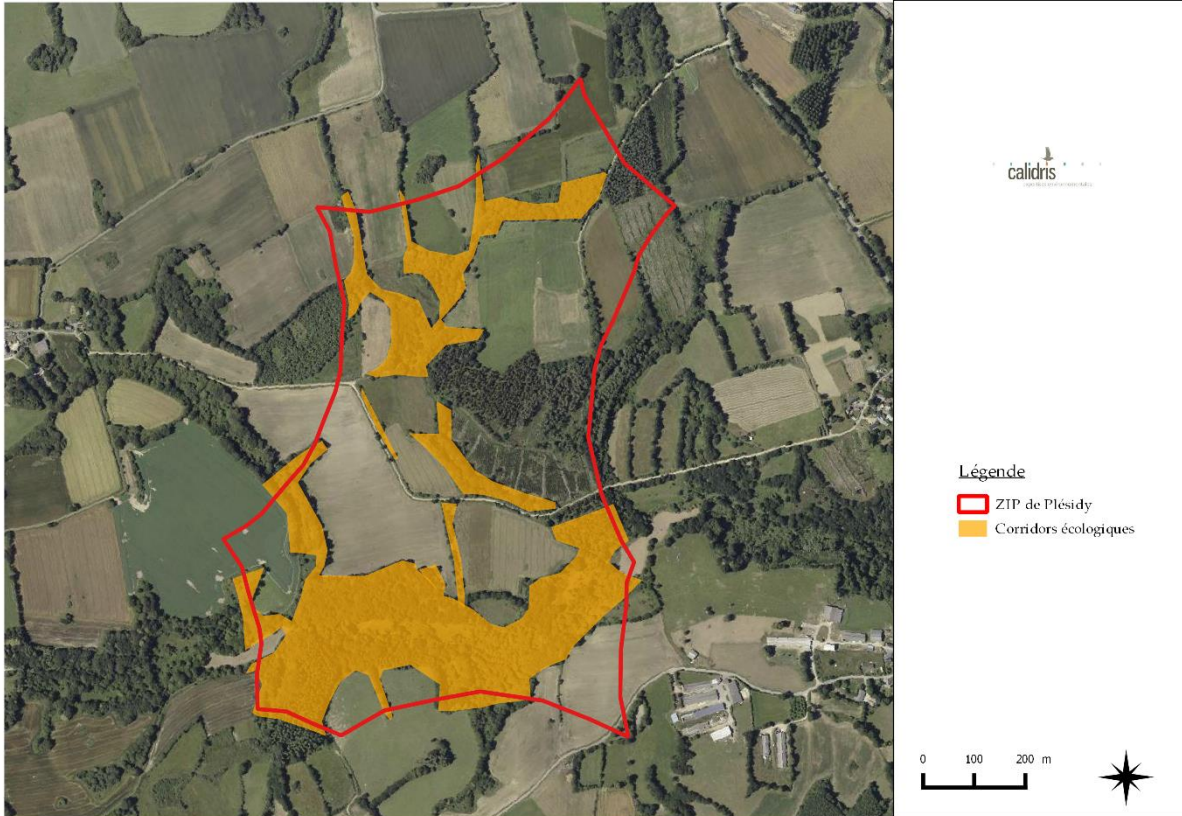 calidris
Légende
ZIP de Plésidy
Corridors écologiques
0 100 200 m